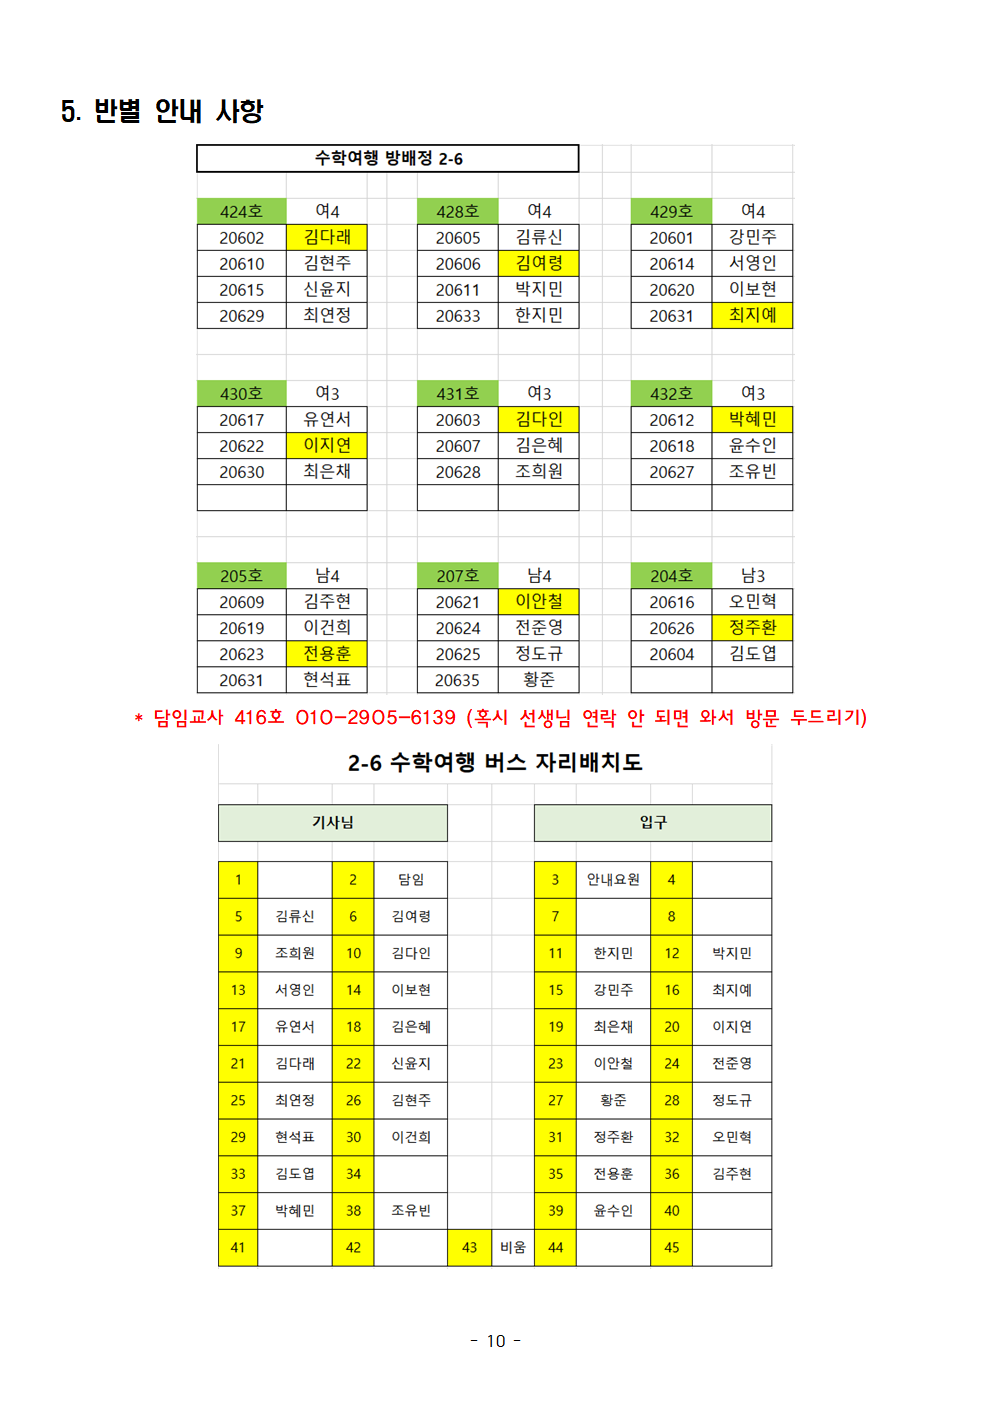 5. 반별 안내 사항
수학여행 방배정 2-6
424호 여4 428호 여4 429호 여4
20602 김다래 20605 김류신 20601 강민주
20610 김현주 20606 김여령 20614 서영인
20615 신윤지 20611 박지민 20620 이보현
20629 최연정 20633 한지민 20631 최지예
430호 여3 431호 여3 432호 여3
20617 유연서 20603 김다인 20612 박혜민
20622 이지연 20607 김은혜 20618 윤수인
20630 최은채 20628 조희원 20627 조유빈
205호 남4 207호 남4 204호 남3
20609 김주현 20621 이안철 20616 오민혁
20619 이건희 20624 전준영 20626 정주환
20623 전용훈 20625 정도규 20604 김도엽
20631 현석표 20635 황준
* 담임교사 416호 010-2905-6139 (혹시 선생님 연락 안 되면 와서 방문 두드리기)
2-6 수학여행 버스 자리배치도
기사님 입구
1 2 담임 3 안내요원 4
5 김류신 6 김여령 7 8
9 조희원 10 김다인 11 한지민 12 박지민
13 서영인 14 이보현 15 강민주 16 최지예
17 유연서 18 김은혜 19 최은채 20 이지연
21 김다래 22 신윤지 23 이안철 24 전준영
25 최연정 26 김현주 27 황준 28 정도규
29 현석표 30 이건희 31 정주환 32 오민혁
33 김도엽 34 35 전용훈 36 김주현
37 박혜민 38 조유빈 39 윤수인 40
41 42 43 비움 44 45
- 10 -